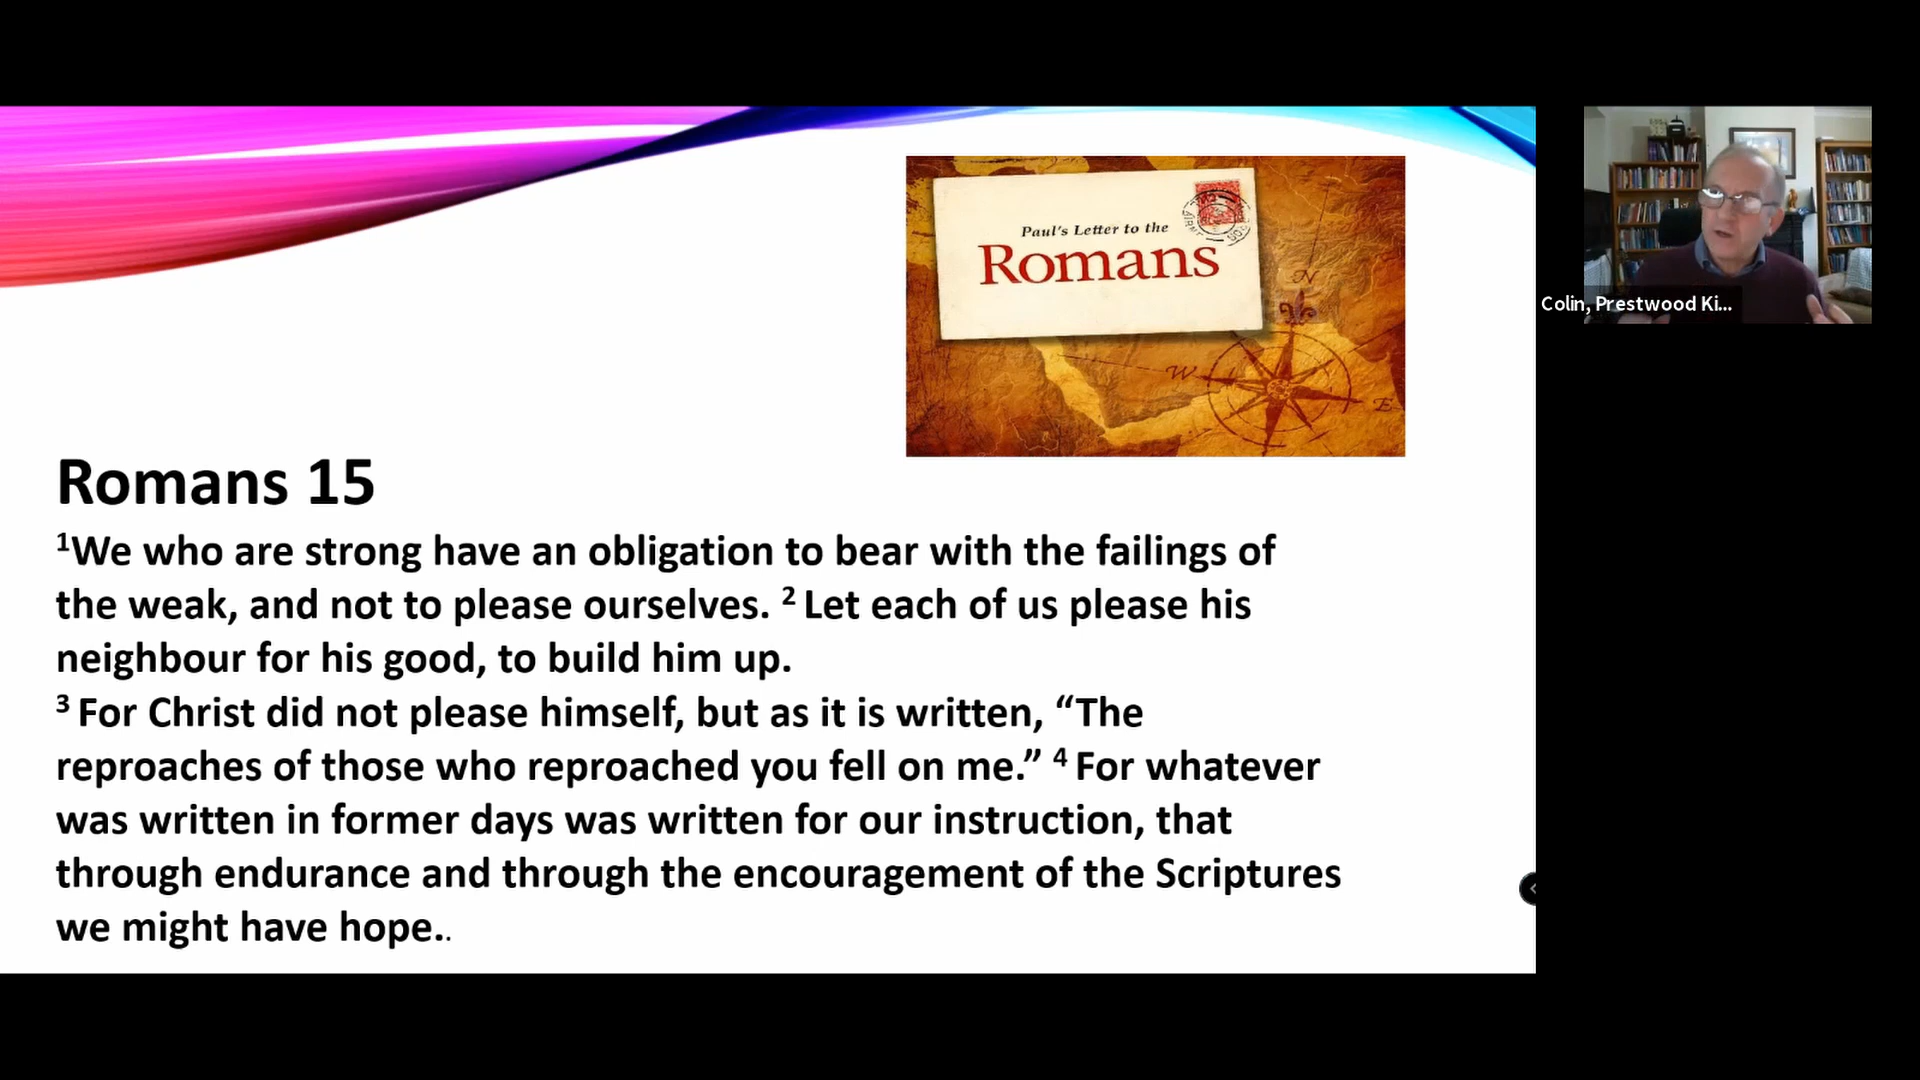 Paul's Letter to the
Romans
N
W
E
Colin, Prestwood Ki...
Romans 15
1We who are strong have an obligation to bear with the failings of
the weak, and not to please ourselves. 2 Let each of us please his
neighbour for his good, to build him up.
3 For Christ did not please himself, but as it is written, “The
reproaches of those who reproached you fell on me.” 4 For whatever
was written in former days was written for our instruction, that
through endurance and through the encouragement of the Scriptures
we might have hope..